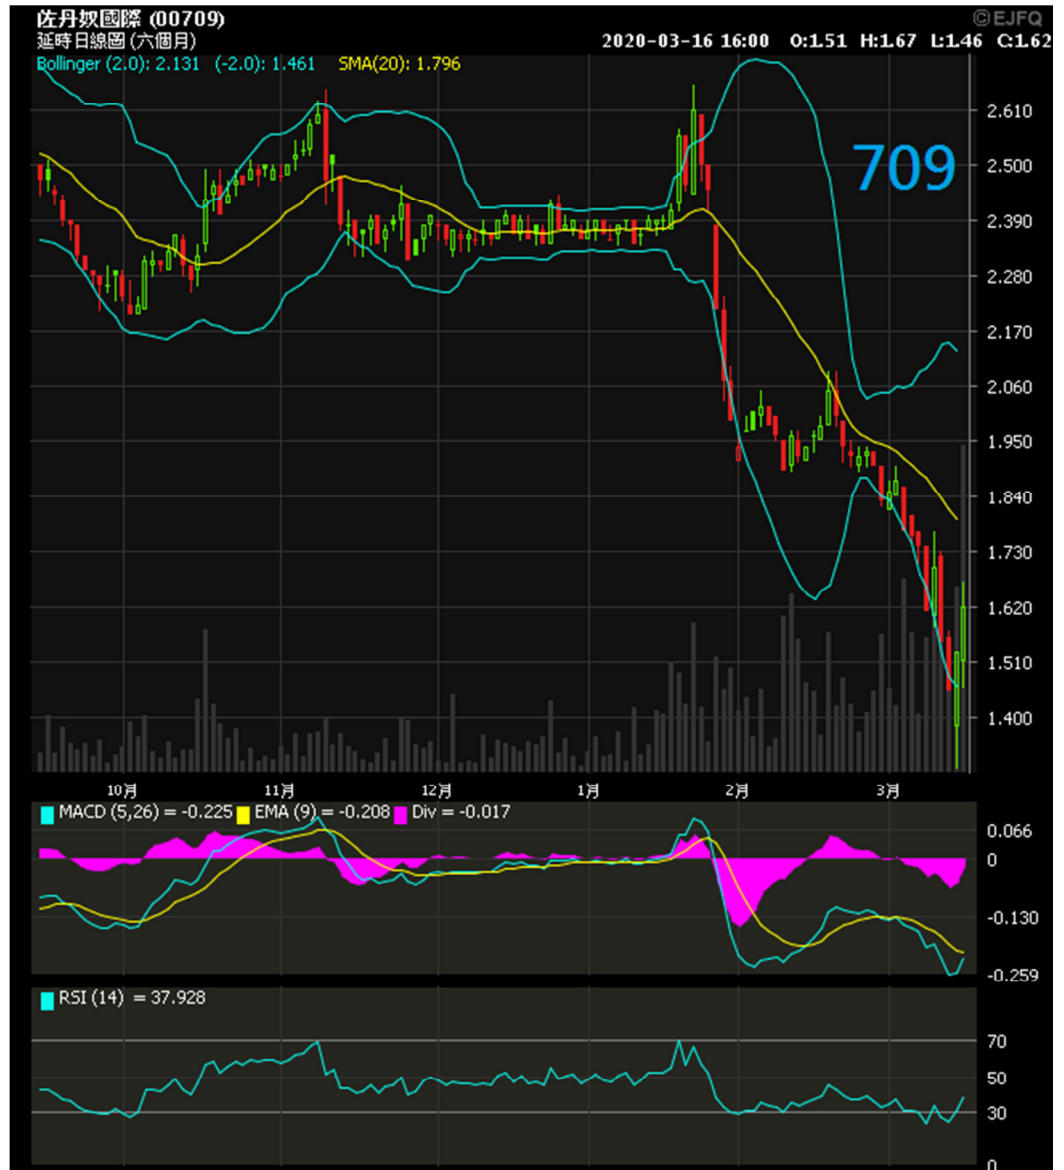 佐丹奴國際 (00709)
©EJFQ
延時日線圖 (六個月)
2020-03-16 16:00 O:1.51 H:1.67 L:1.46 C:1.62
Bollinger (2.0): 2.131 (-2.0): 1.461 SMA(20): 1.796
709
2.610
2.500
2.390
2.280
2.170
2.060
1.950
1.840
1.730
1.620
1.510
1.400
10月 11月 12月 1月 2月 3月
MACD (5,26) = -0.225 EMA (9) = -0.208 Div = -0.017
0.066
0
-0.130
-0.259
RSI (14) = 37.928
70
50
30
0